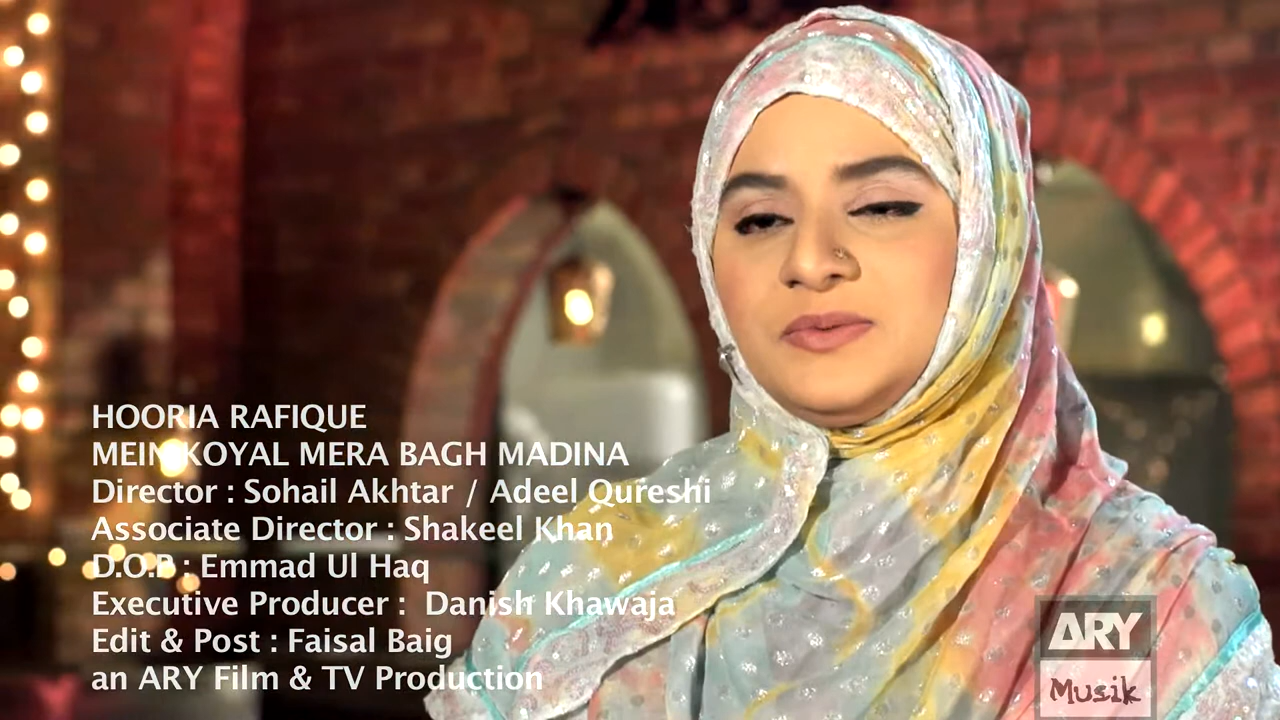 HOORIA RAFIQUE
MEIN KOYAL MERA BAGH MADINA
Director : Sohail Akhtar / Adeel Qureshi
Associate Director : Shakeel Khan
D.O.P : Emmad Ul Haq
Executive Producer :  Danish Khawaja
Edit & Post : Faisal Baig
an ARY Film & TV Production
ARY
Musik